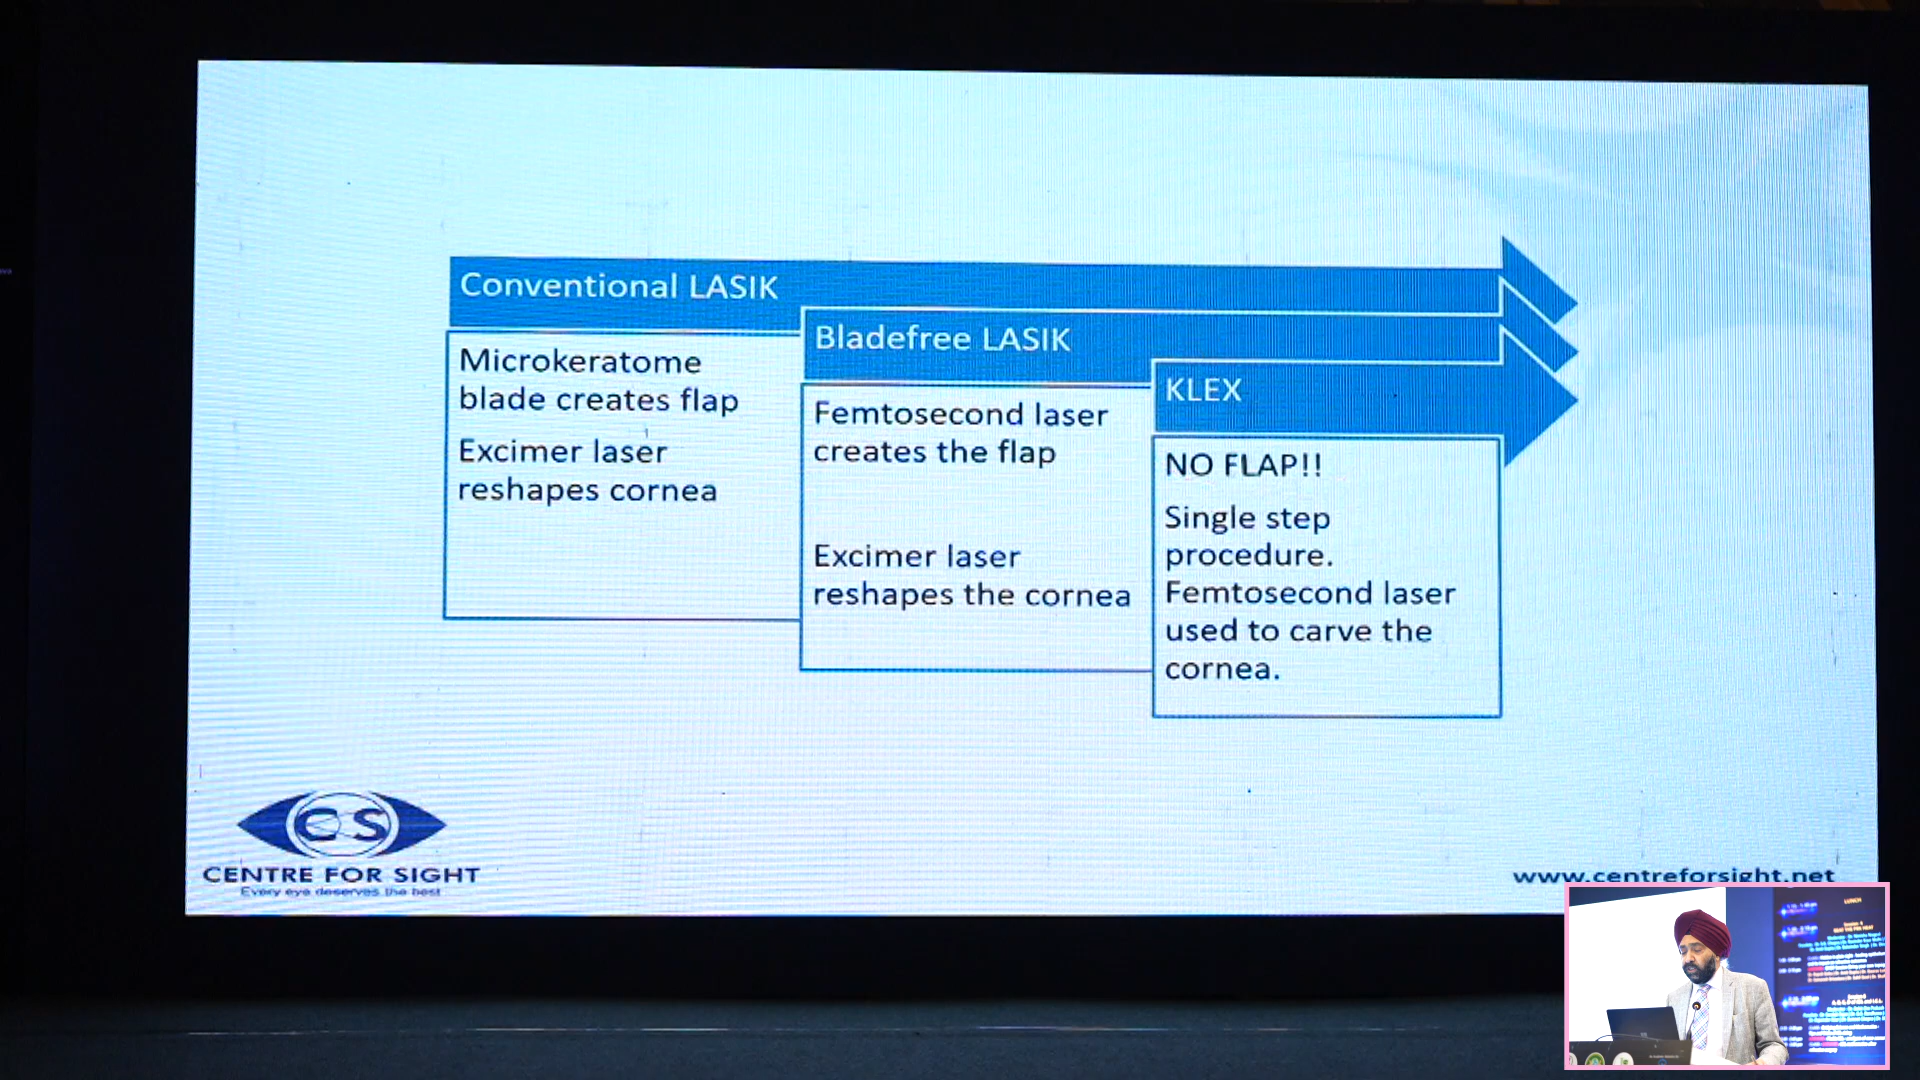 Conventional LASIK
Microkeratome
blade creates flap
Excimer laser
reshapes cornea
Bladefree LASIK
Femtosecond laser
creates the flap
Excimer laser
reshapes the cornea
KLEX
NO FLAP!!
Single step
procedure.
Femtosecond laser
used to carve the
cornea.
CS
CENTRE FOR SIGHT
Every eye deserves the best
www.centreforsight.net
LUNCH